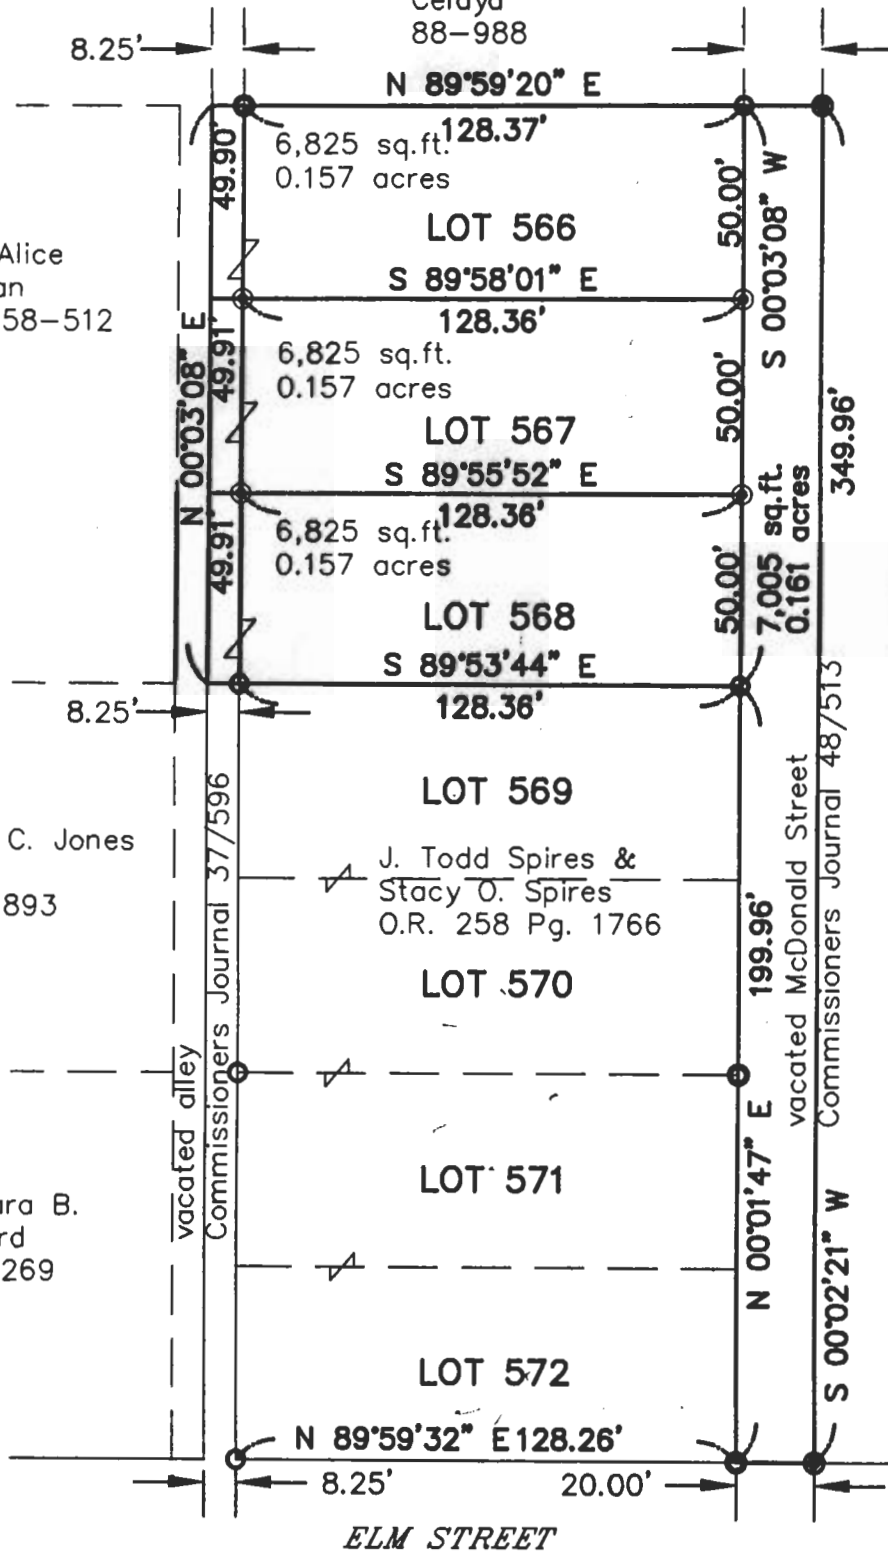 88-988
8.25'
N 89°59'20" E
128.37'
6,825 sq.ft.
0.157 acres
49.90'
50.00'
S 00°03'08" W
LOT 566
Alice
58-512
S 89°58'01" E
128.36'
N 00°03'08" E
49.91'
6,825 sq.ft.
0.157 acres
50.00'
349.96'
LOT 567
S 89°55'52" E
128.36'
49.91'
6,825 sq.ft.
0.157 acres
50.00'
7,005 sq.ft.
0.161 acres
LOT 568
S 89°53'44" E
128.36'
8.25'
LOT 569
C. Jones
893
J. Todd Spires &
Stacy O. Spires
O.R. 258 Pg. 1766
199.96'
vacated McDonald Street
Commissioners Journal 48/513
LOT 570
vacated alley
Commissioners Journal 37/596
LOT 571
N 00°01'47" E
B.
269
S 00°02'21" W
LOT 572
N 89°59'32" E 128.26'
8.25'
20.00'
ELM STREET